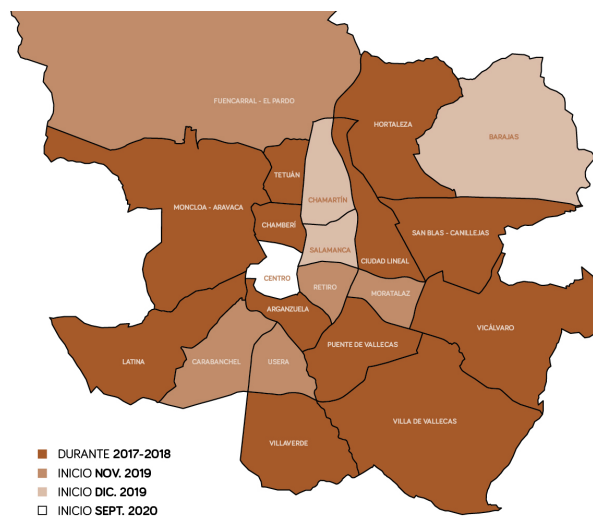 FUENCARRAL - EL PARDO
HORTALEZA
BARAJAS
TETUÁN
CHAMARTÍN
MONCLOA - ARAVACA
CHAMBERÍ
SAN BLAS - CANILLEJAS
SALAMANCA
CIUDAD LINEAL
CENTRO
RETIRO
MORATALAZ
ARGANZUELA
VICÁLVARO
PUENTE DE VALLECAS
LATINA
CARABANCHEL
USERA
VILLA DE VALLECAS
VILLAVERDE
DURANTE 2017-2018
INICIO NOV. 2019
INICIO DIC. 2019
INICIO SEPT. 2020